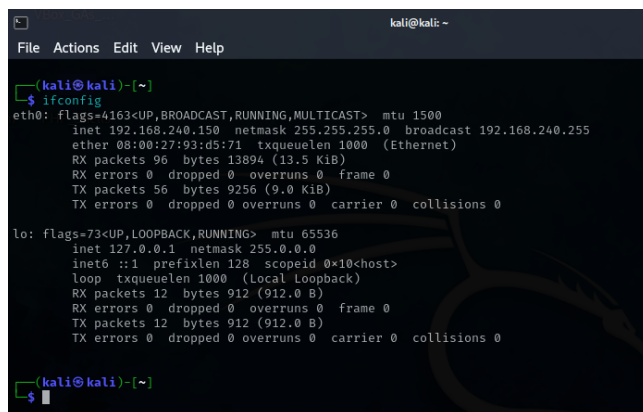 kali@kali: ~
File Actions Edit View Help
┌──(kali㉿kali)-[~]
└─$ ifconfig
eth0: flags=4163<UP,BROADCAST,RUNNING,MULTICAST>  mtu 1500
        inet 192.168.240.150  netmask 255.255.255.0  broadcast 192.168.240.255
        ether 08:00:27:93:d5:71  txqueuelen 1000  (Ethernet)
        RX packets 96  bytes 13894 (13.5 KiB)
        RX errors 0  dropped 0  overruns 0  frame 0
        TX packets 56  bytes 9256 (9.0 KiB)
        TX errors 0  dropped 0 overruns 0  carrier 0  collisions 0
lo: flags=73<UP,LOOPBACK,RUNNING>  mtu 65536
        inet 127.0.0.1  netmask 255.0.0.0
        inet6 ::1  prefixlen 128  scopeid 0×10<host>
        loop  txqueuelen 1000  (Local Loopback)
        RX packets 12  bytes 912 (912.0 B)
        RX errors 0  dropped 0  overruns 0  frame 0
        TX packets 12  bytes 912 (912.0 B)
        TX errors 0  dropped 0 overruns 0  carrier 0  collisions 0
┌──(kali㉿kali)-[~]
└─$